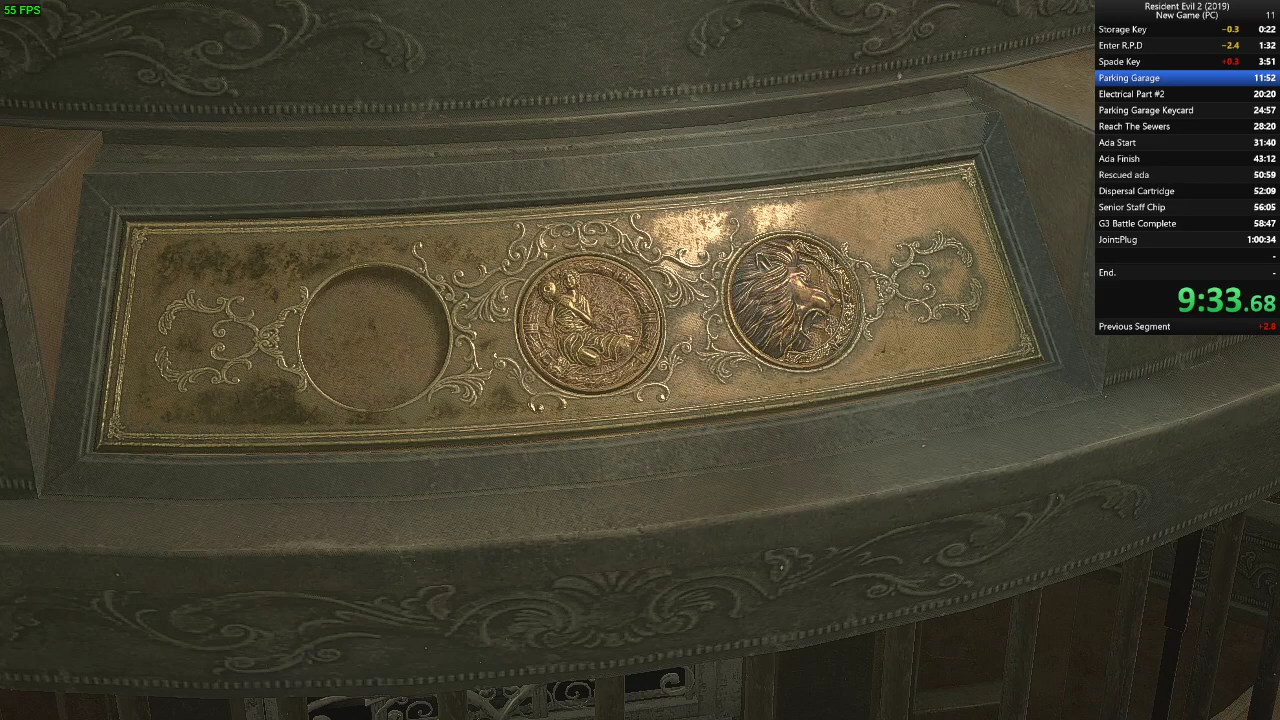 55 FPS
Resident Evil 2 (2019)
New Game (PC) 11
Storage Key −0.3 0:22
Enter R.P.D −2.4 1:32
Spade Key +0.3 3:51
Parking Garage 11:52
Electrical Part #2 20:20
Parking Garage Keycard 24:57
Reach The Sewers 28:20
Ada Start 31:40
Ada Finish 43:12
Rescued ada 50:59
Dispersal Cartridge 52:09
Senior Staff Chip 56:05
G3 Battle Complete 58:47
Joint:Plug 1:00:34
-
End. -
9:33.68
Previous Segment +2.8